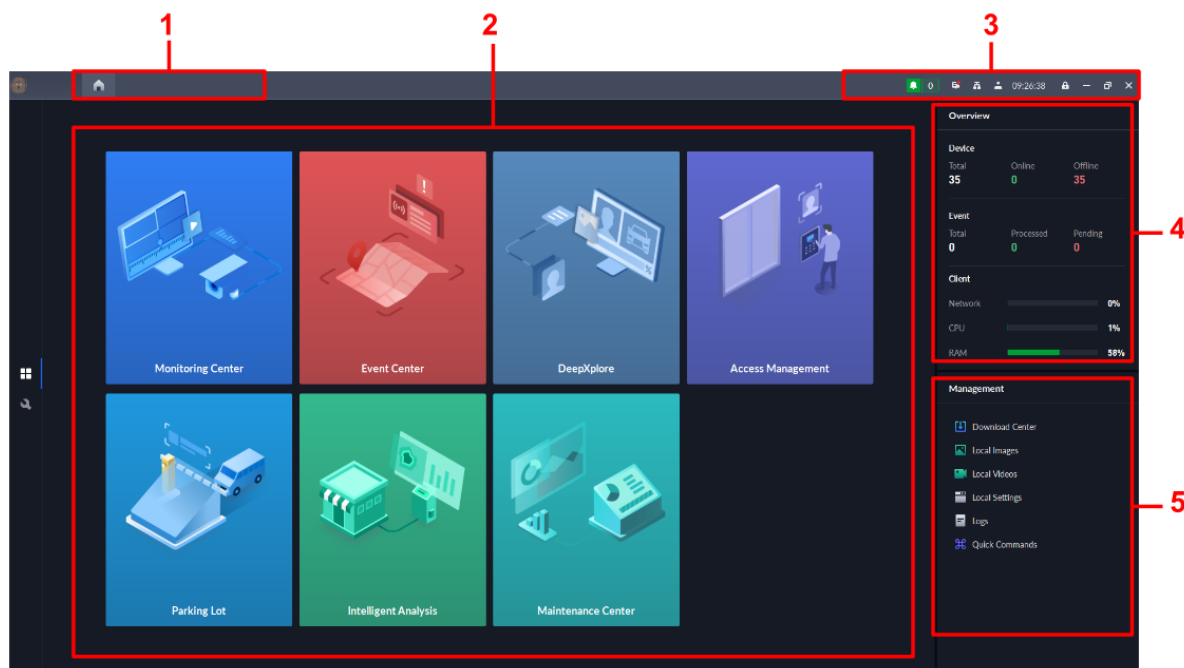 1
2
3
0
09:26:38
Overview
Device
Total Online Offline
35 0 35
Event
Total Processed Pending
0 0 0
4
Client
Network 0%
CPU 1%
RAM 58%
Monitoring Center
Event Center
DeepXplore
Access Management
Parking Lot
Intelligent Analysis
Maintenance Center
Management
Download Center
Local Images
Local Videos
Local Settings
5
Logs
Quick Commands